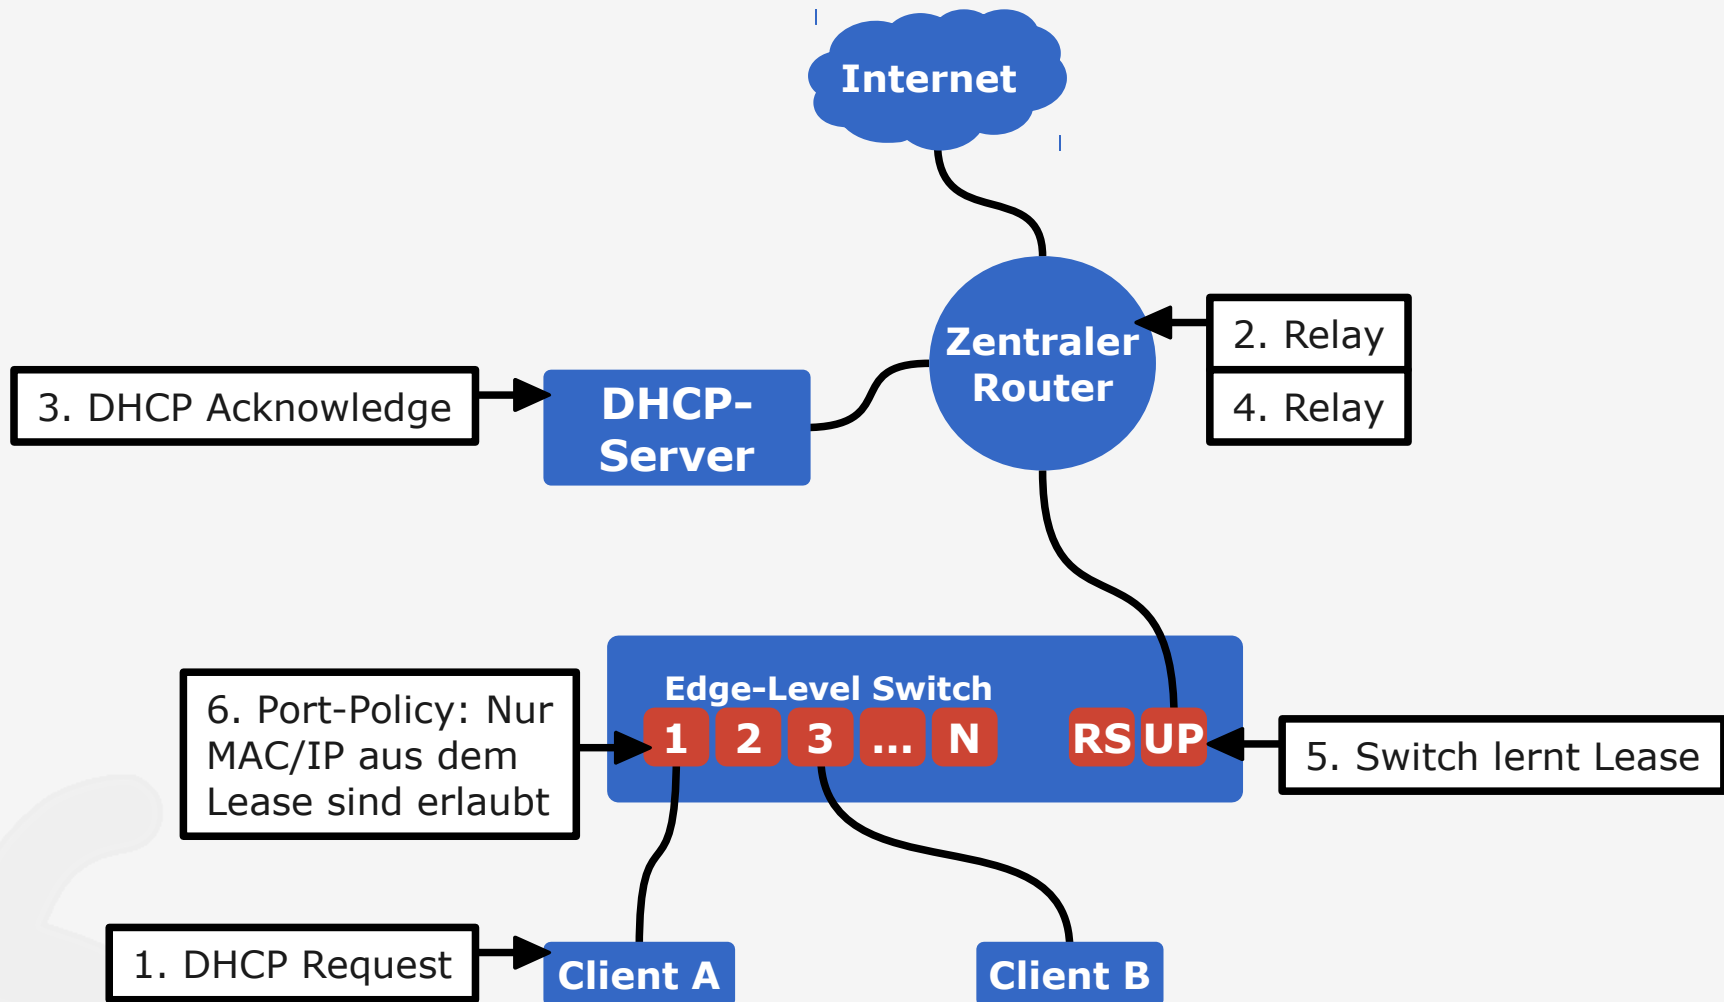 Internet
Zentraler
Router
2. Relay
4. Relay
3. DHCP Acknowledge
DHCP-
Server
Edge-Level Switch
1 2 3 ... N RS UP
6. Port-Policy: Nur
MAC/IP aus dem
Lease sind erlaubt
5. Switch lernt Lease
1. DHCP Request
Client A
Client B